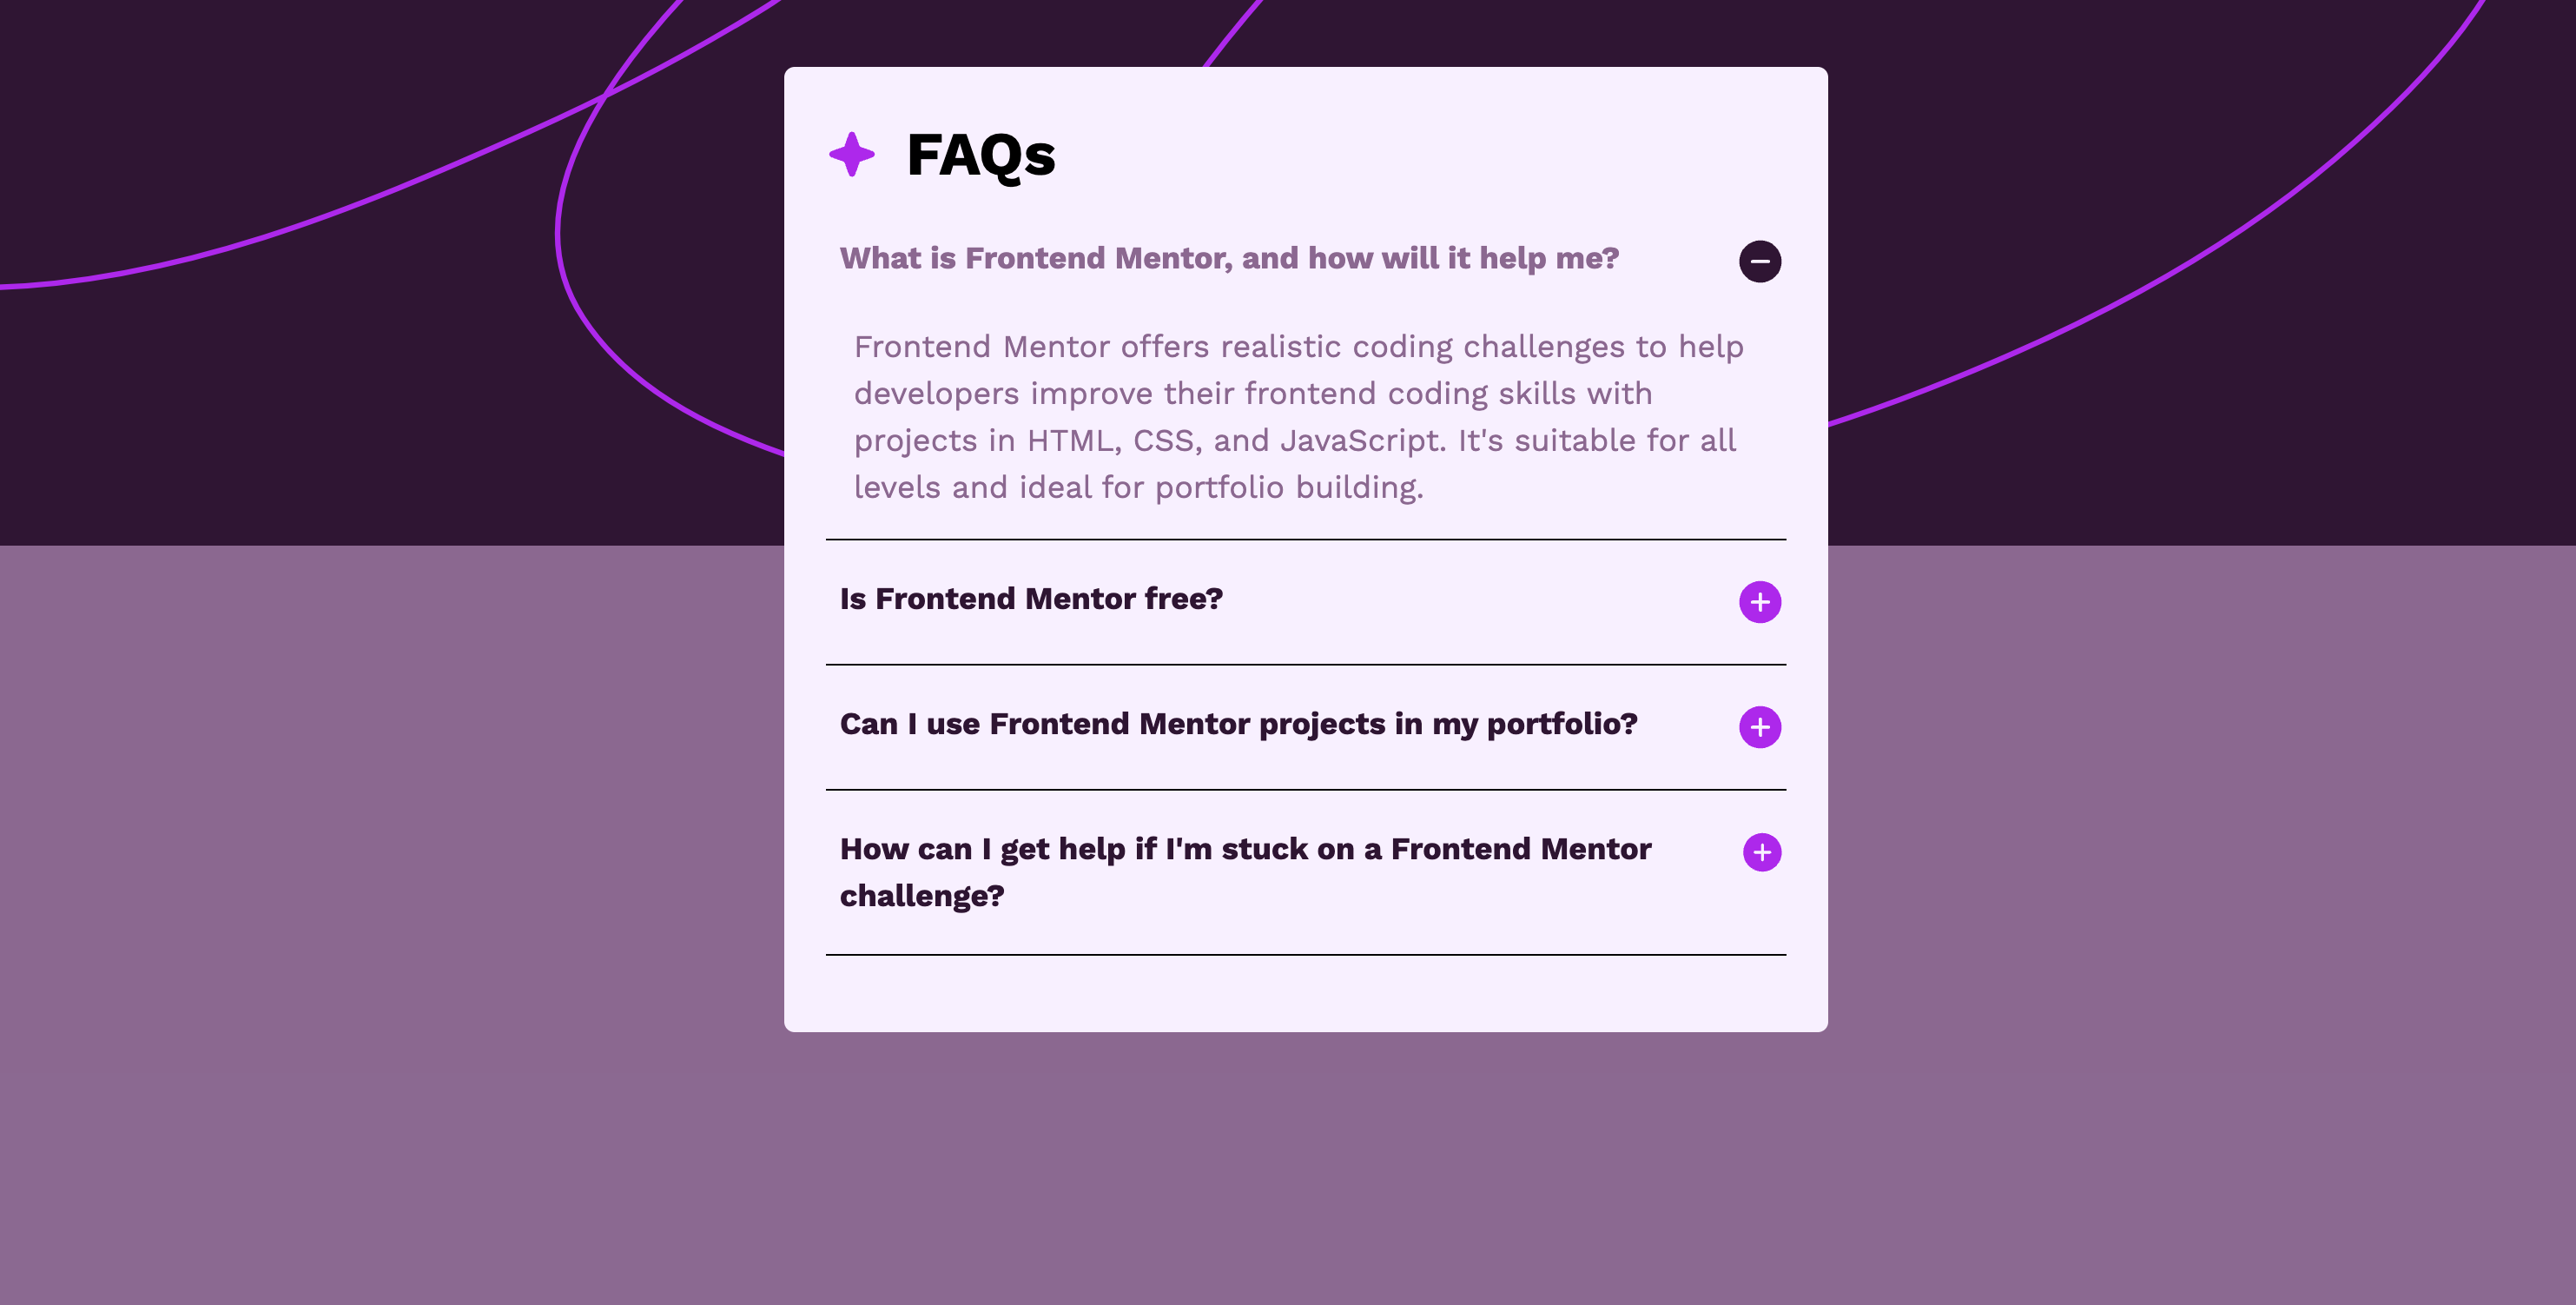 FAQs
What is Frontend Mentor, and how will it help me?
Frontend Mentor offers realistic coding challenges to help
developers improve their frontend coding skills with
projects in HTML, CSS, and JavaScript. It's suitable for all
levels and ideal for portfolio building.
Is Frontend Mentor free?
Can I use Frontend Mentor projects in my portfolio?
How can I get help if I'm stuck on a Frontend Mentor
challenge?